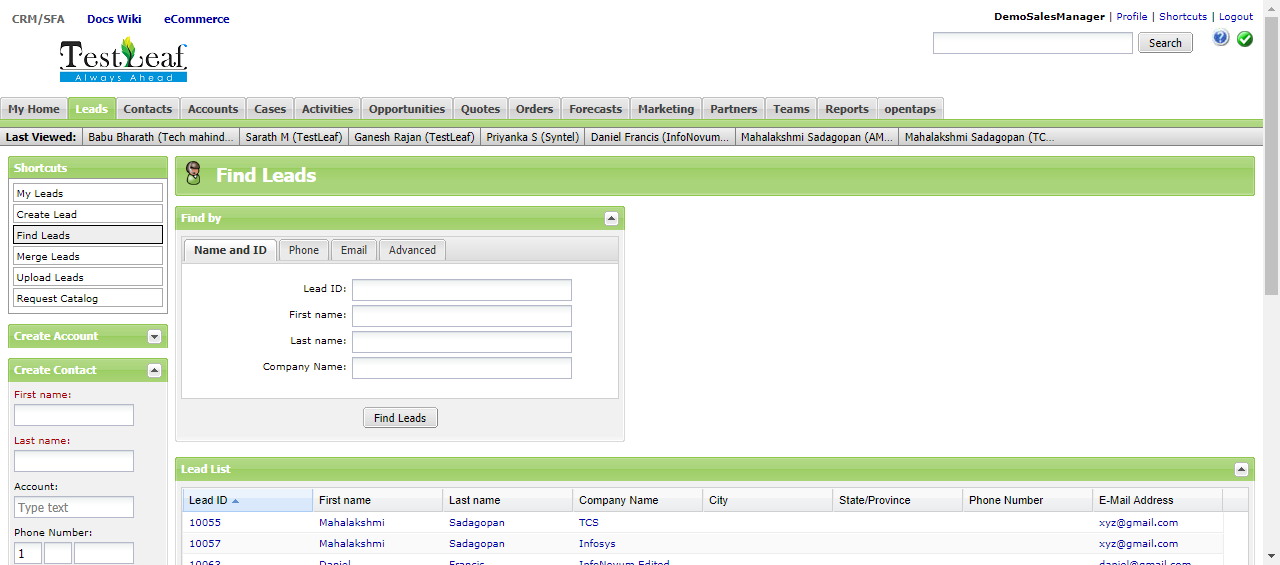 CRM/SFA Docs Wiki eCommerce
DemoSalesManager | Profile | Shortcuts | Logout
TestLeaf
Always Ahead
Search
My Home Leads Contacts Accounts Cases Activities Opportunities Quotes Orders Forecasts Marketing Partners Teams Reports opentaps
Last Viewed: Babu Bharath (Tech mahind... Sarath M (TestLeaf) Ganesh Rajan (TestLeaf) Priyanka S (Syntel) Daniel Francis (InfoNovum... Mahalakshmi Sadagopan (AM... Mahalakshmi Sadagopan (TC...
Shortcuts
My Leads
Create Lead
Find Leads
Merge Leads
Upload Leads
Request Catalog
Create Account
Create Contact
First name:
Last name:
Account:
Type text
Phone Number:
1
Find Leads
Find by
Name and ID Phone Email Advanced
Lead ID:
First name:
Last name:
Company Name:
Find Leads
Lead List
Lead ID First name Last name Company Name City State/Province Phone Number E-Mail Address
10055 Mahalakshmi Sadagopan TCS xyz@gmail.com
10057 Mahalakshmi Sadagopan Infosys xyz@gmail.com
10063 Daniel Francis InfoNovum Edited daniel@gmail.com